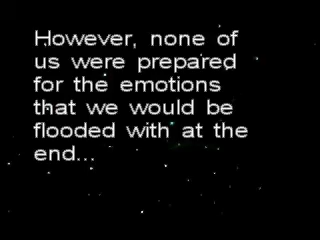 However, none of
us were prepared
for the emotions
that we would be
flooded with at the
end...